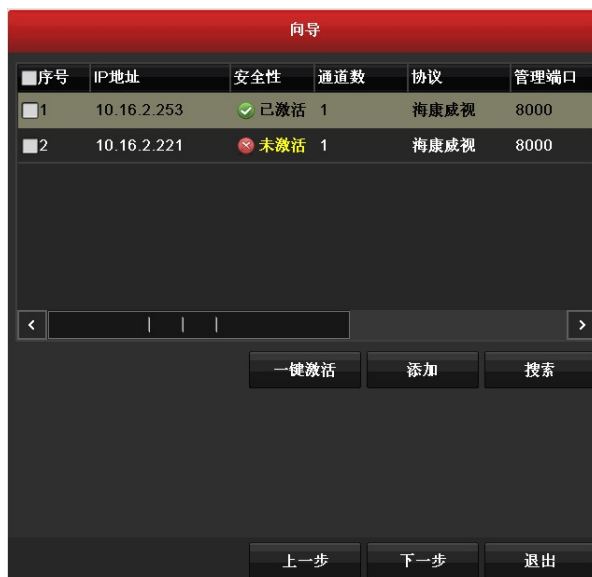 向导
序号 IP地址 安全性 通道数 协议 管理端口
1 10.16.2.253 已激活 1 海康威视 8000
2 10.16.2.221 未激活 1 海康威视 8000
一键激活 添加 搜索
上一步 下一步 退出